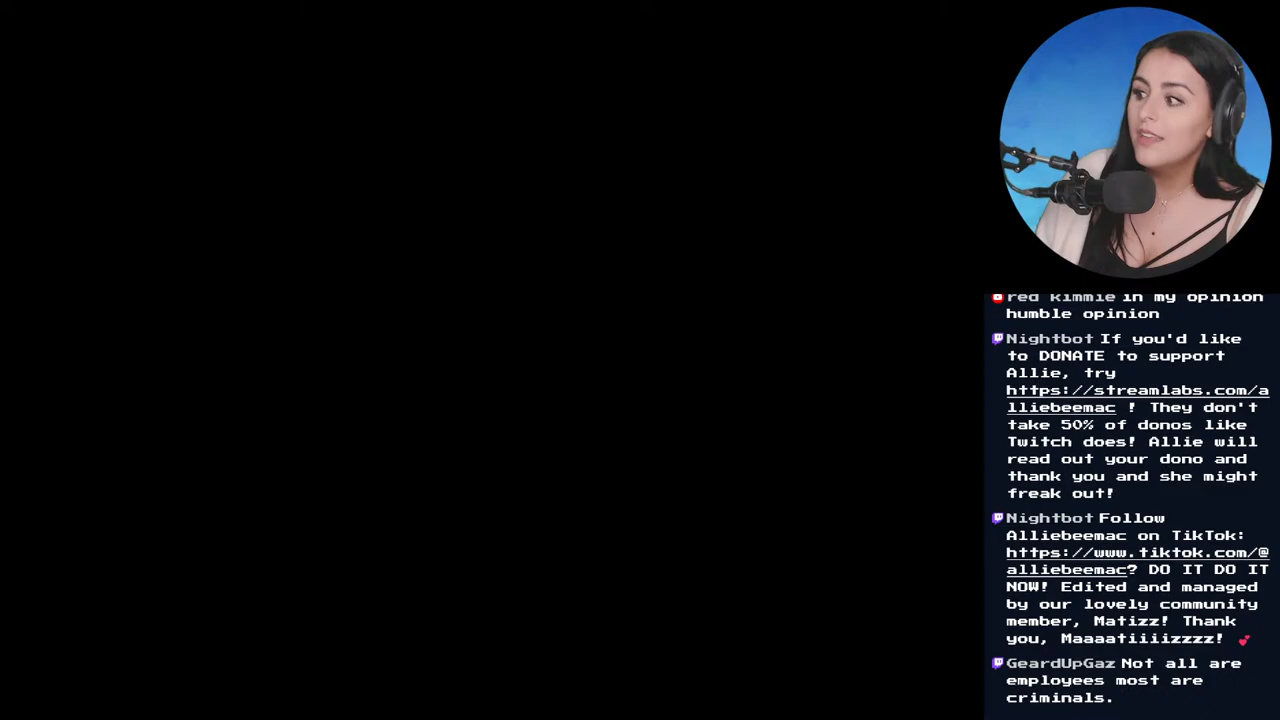 red kimmie in my opinion
humble opinion
Nightbot If you'd like
to DONATE to support
Allie, try
https://streamlabs.com/a
lliebeemac ! They don't
take 50% of donos like
Twitch does! Allie will
read out your dono and
thank you and she might
freak out!
Nightbot Follow
Alliebeemac on TikTok:
https://www.tiktok.com/@
alliebeemac? DO IT DO IT
NOW! Edited and managed
by our lovely community
member, Matizz! Thank
you, Maaaatiiiizzzz! 💕
GeardUpGaz Not all are
employees most are
criminals.